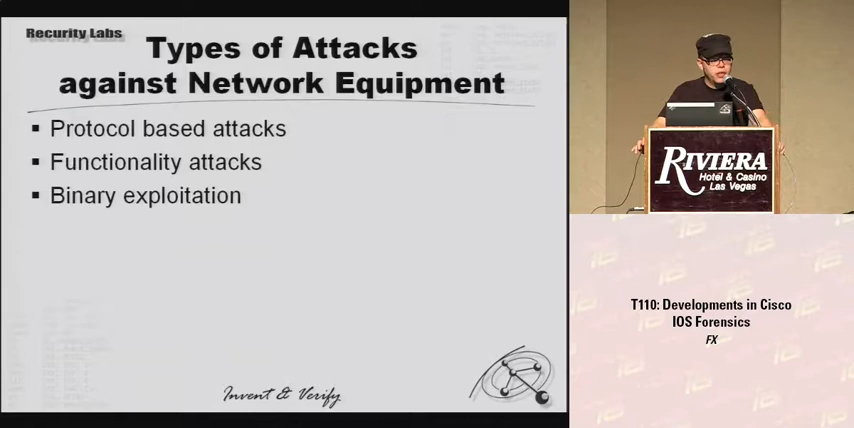 Recurity Labs
Types of Attacks
against Network Equipment
Protocol based attacks
Functionality attacks
Binary exploitation
Invent & Verify
RIVIERA
Hotel & Casino
Las Vegas
T110: Developments in Cisco
IOS Forensics
FX